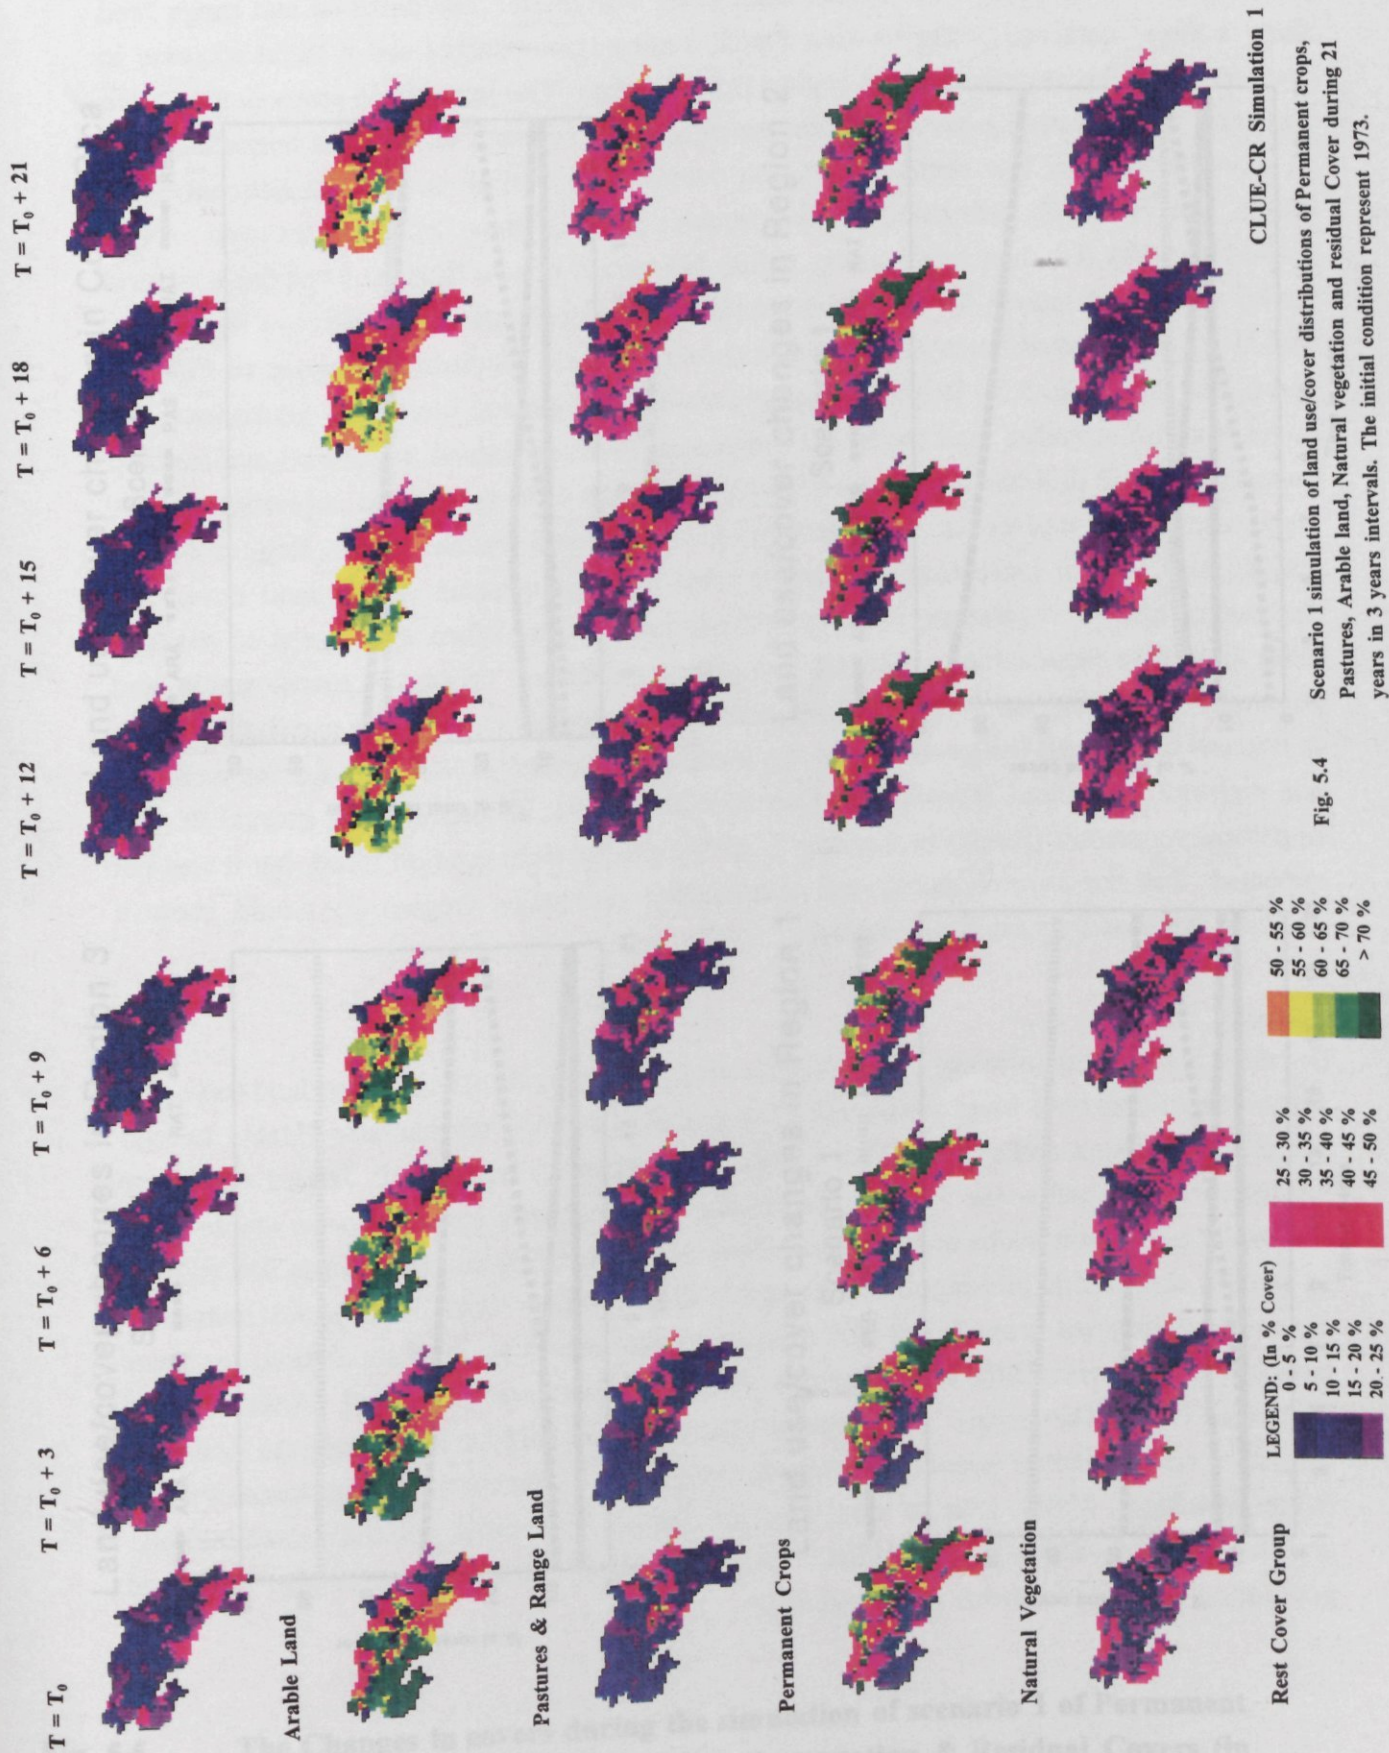 T = T₀
T = T₀ + 3
T = T₀ + 6
T = T₀ + 9
T = T₀ + 12
T = T₀ + 15
T = T₀ + 18
T = T₀ + 21
Arable Land
Pastures & Range Land
Permanent Crops
Natural Vegetation
Rest Cover Group
LEGEND: (In % Cover)
0 - 5 %
5 - 10 %
10 - 15 %
15 - 20 %
20 - 25 %
25 - 30 %
30 - 35 %
35 - 40 %
40 - 45 %
45 - 50 %
50 - 55 %
55 - 60 %
60 - 65 %
65 - 70 %
> 70 %
CLUE-CR Simulation 1
Fig. 5.4 Scenario 1 simulation of land use/cover distributions of Permanent crops,
Pastures, Arable land, Natural vegetation and residual Cover during 21
years in 3 years intervals. The initial condition represent 1973.